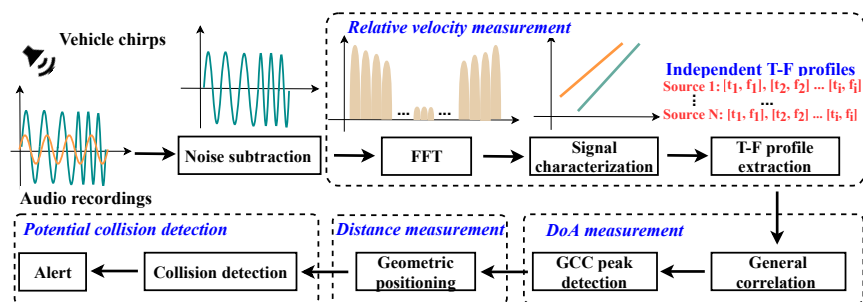 Vehicle chirps
Audio recordings
Noise subtraction
Relative velocity measurement
...
FFT
Signal
characterization
Independent T-F profiles
Source 1: [t1, f1], [t2, f2] ... [ti, fi]
⋮ ...
Source N: [t1, f1], [t2, f2] ... [ti, fi]
T-F profile
extraction
Potential collision detection
Alert
Collision detection
Distance measurement
Geometric
positioning
DoA measurement
GCC peak
detection
General
correlation